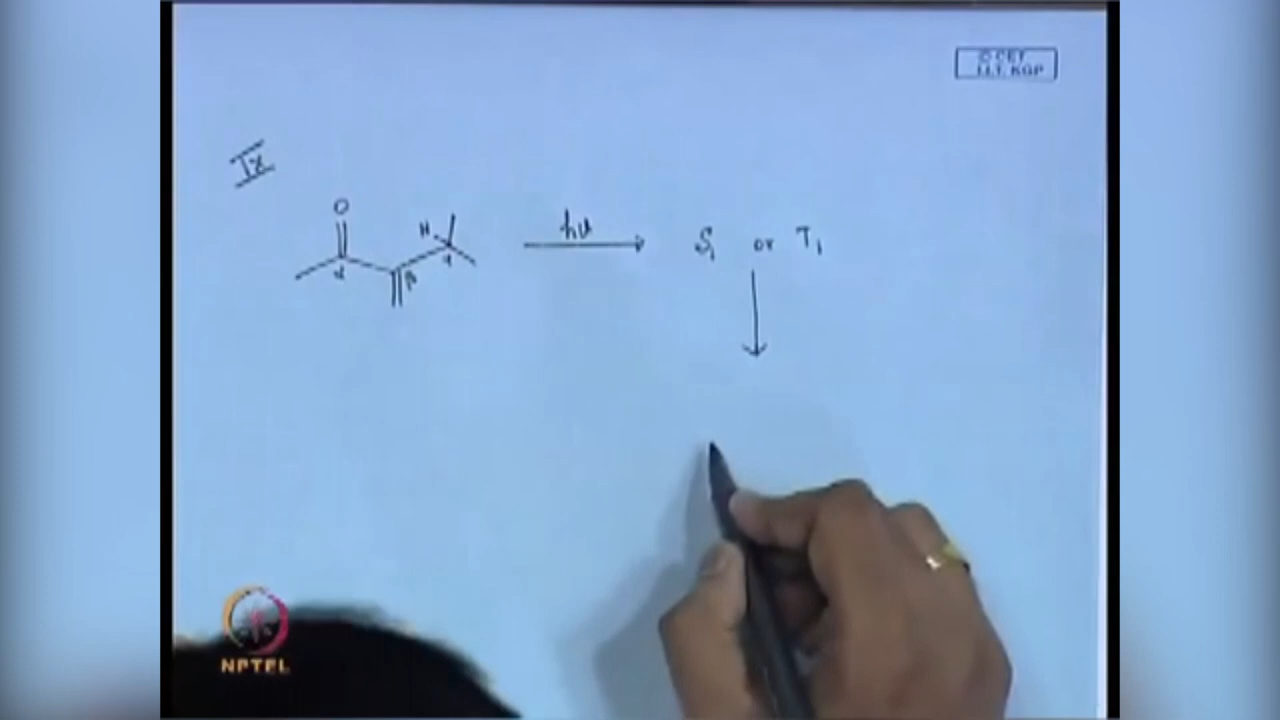 © CET
I.I.T. KGP
IX
O
H
α
β
γ
hν
S₁ or T₁
NPTEL